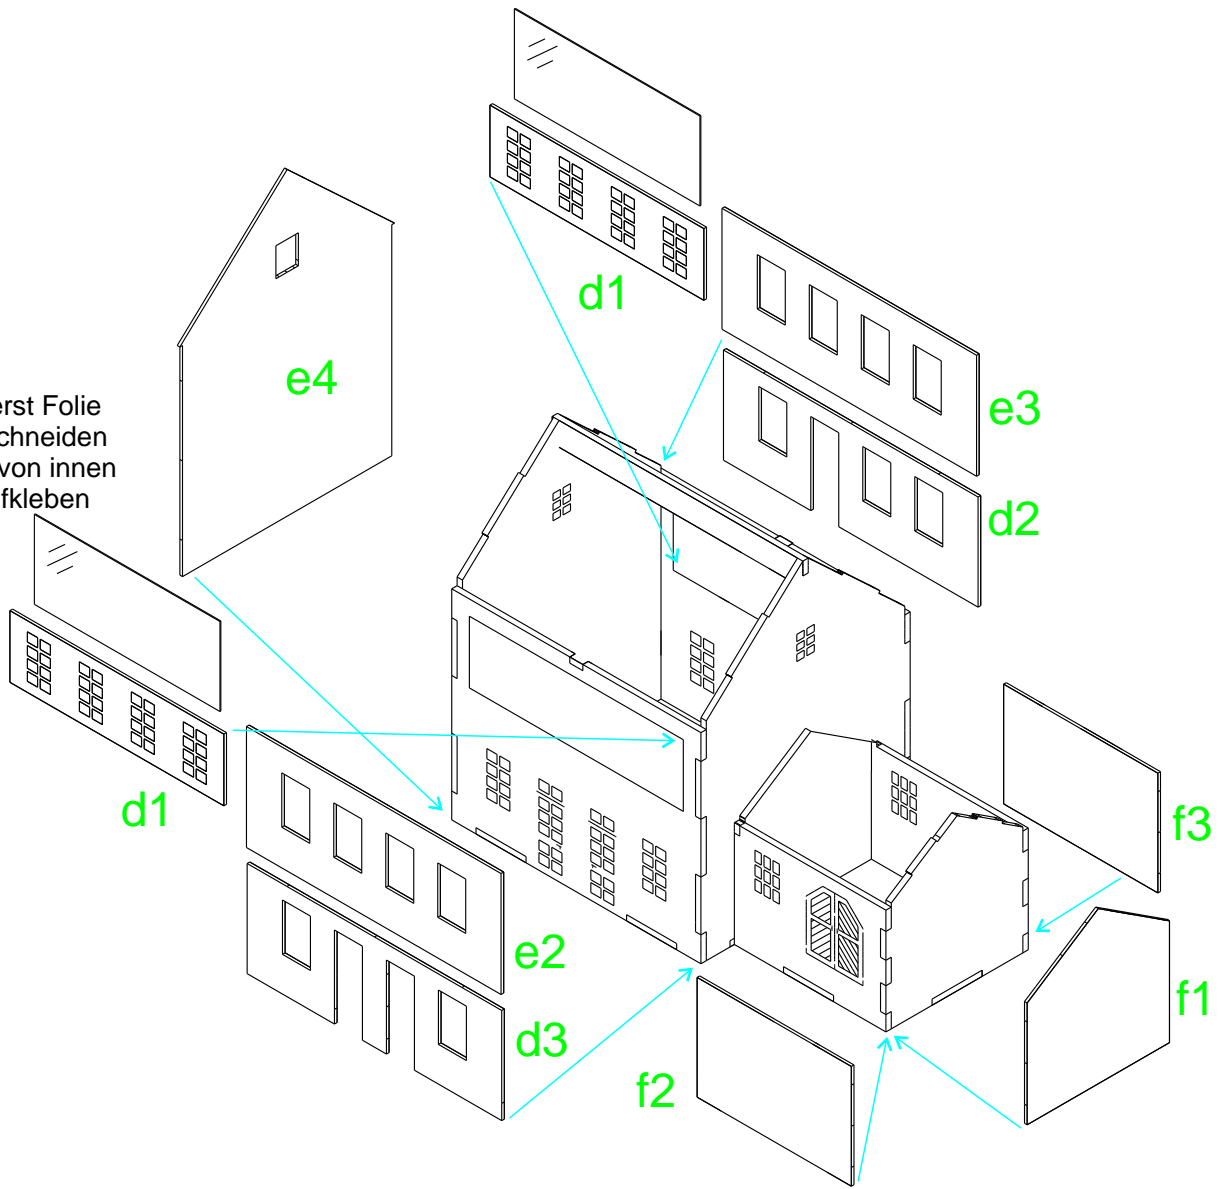 d1
e4
e3
erst Folie
chneiden
von innen
fkleben
d2
d1
f3
e2
f1
d3
f2